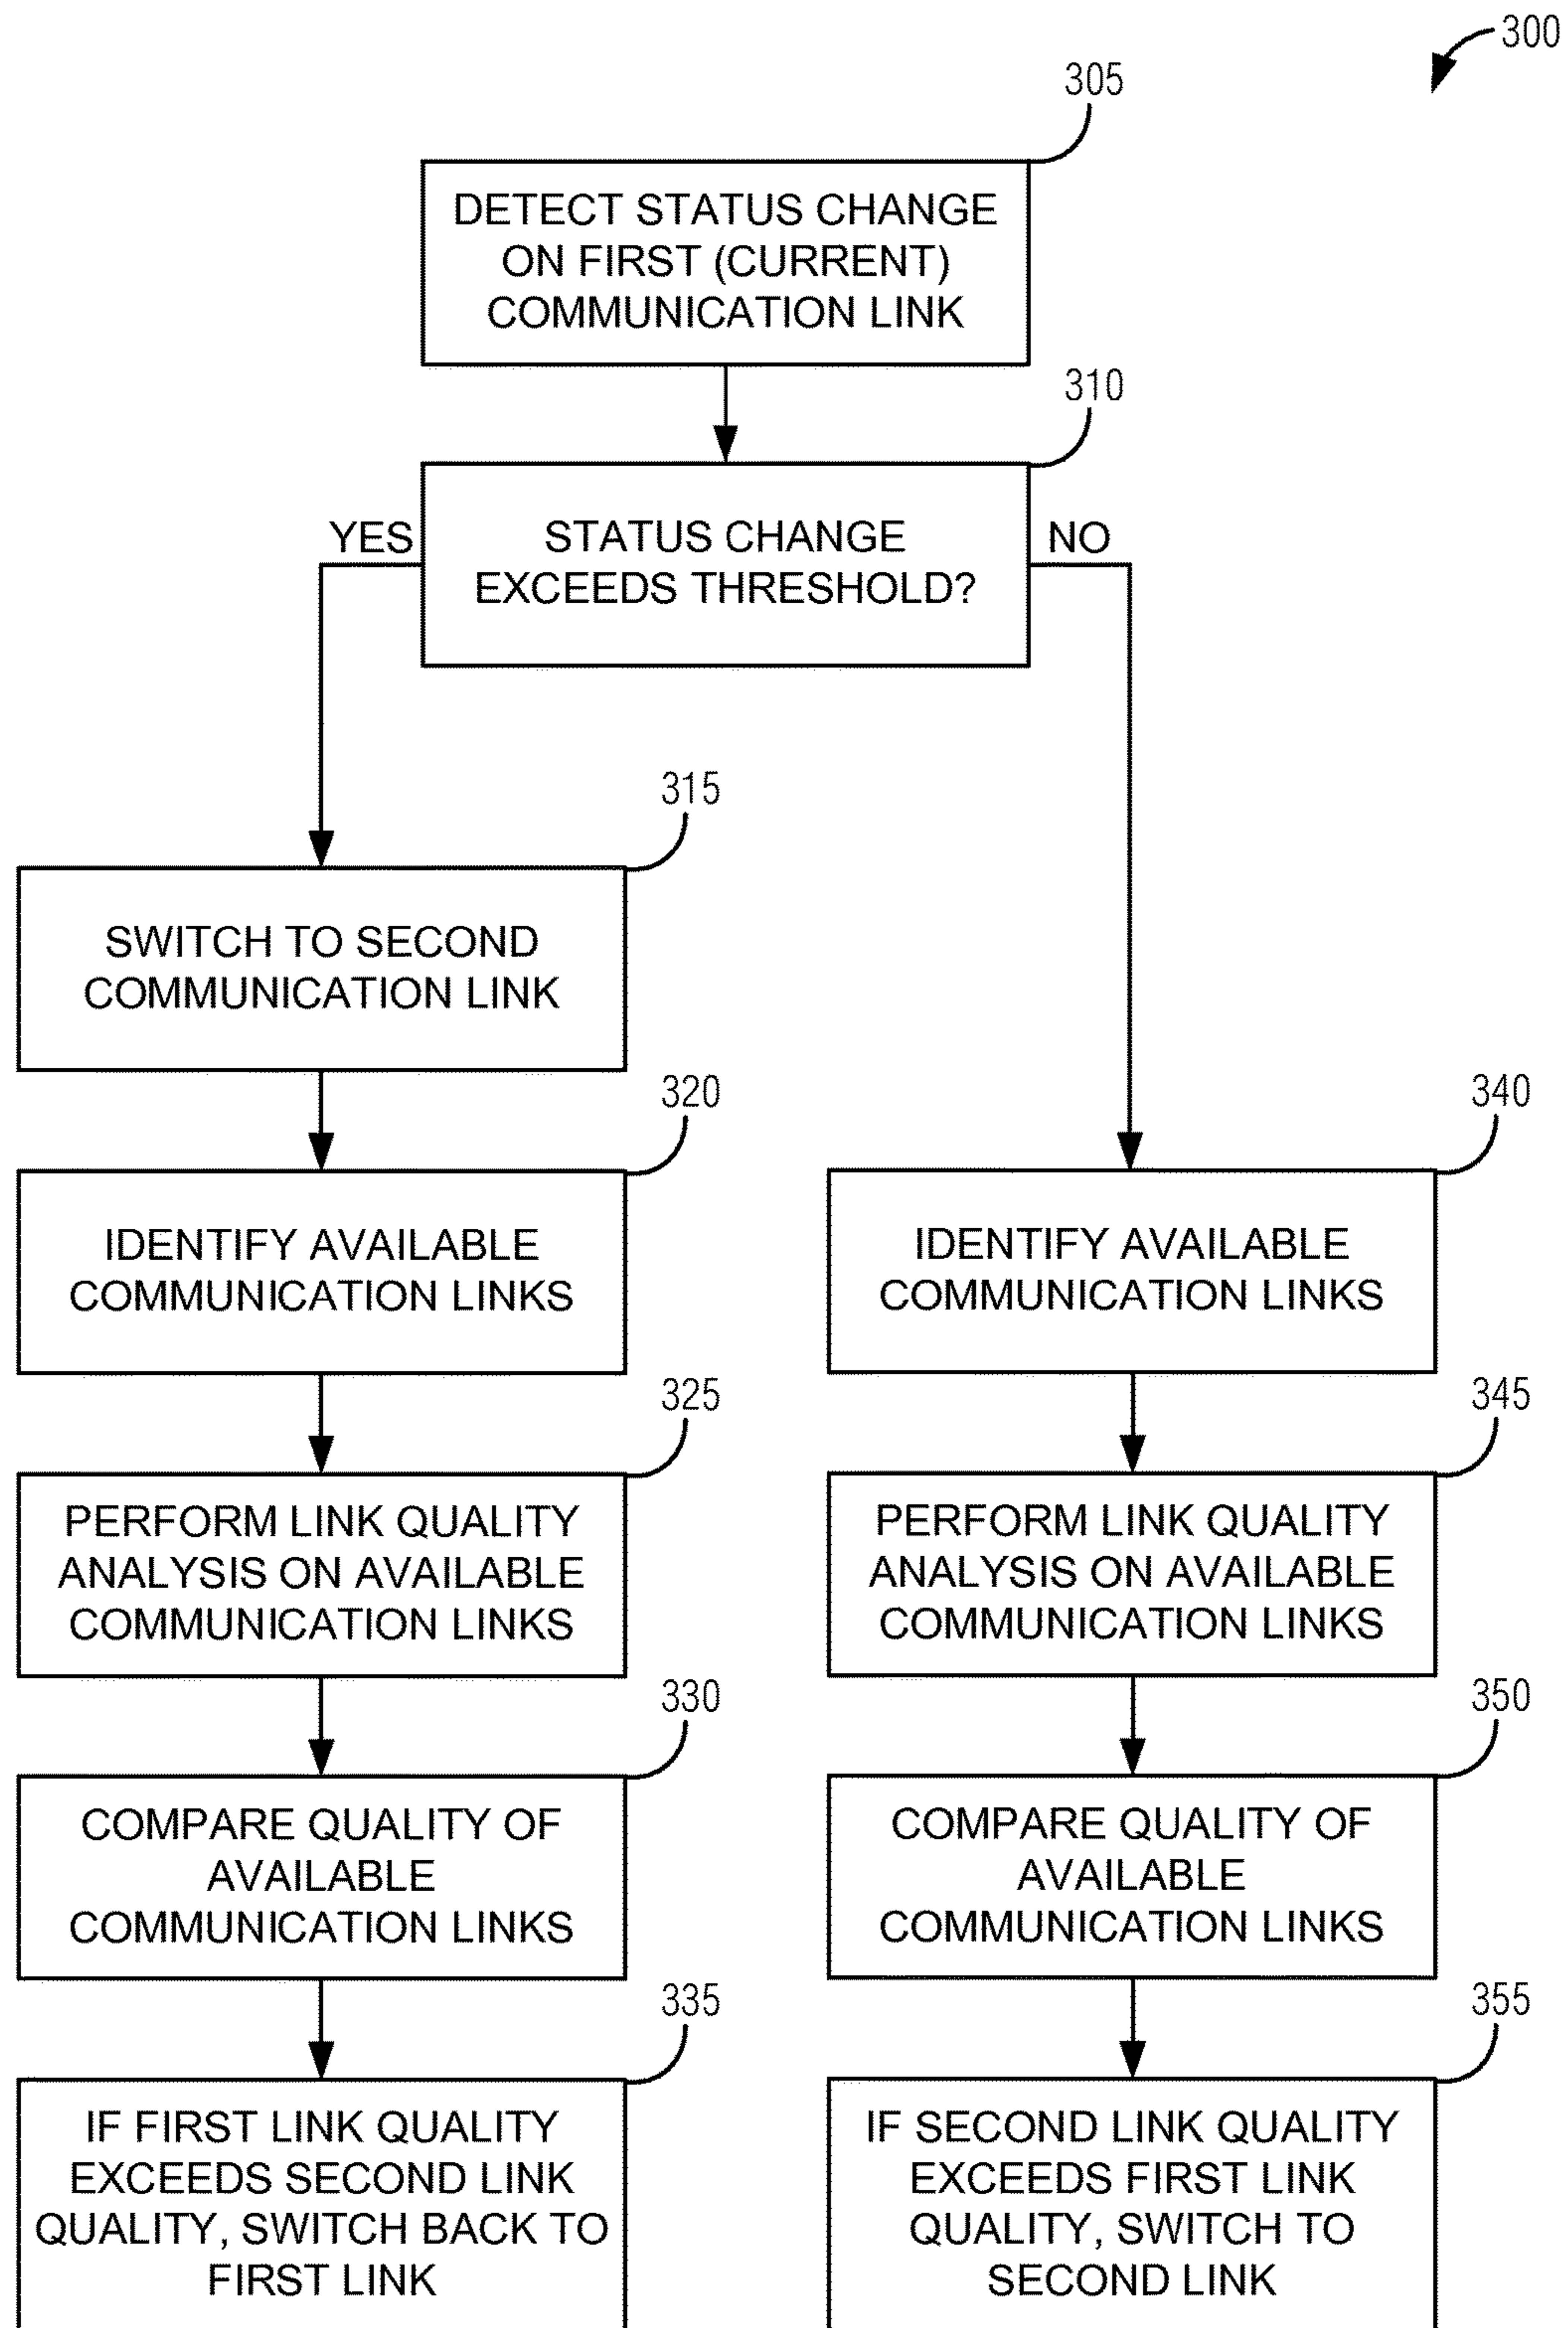 300
305
DETECT STATUS CHANGE
ON FIRST (CURRENT)
COMMUNICATION LINK
310
YES
STATUS CHANGE
EXCEEDS THRESHOLD?
NO
315
SWITCH TO SECOND
COMMUNICATION LINK
320
IDENTIFY AVAILABLE
COMMUNICATION LINKS
325
PERFORM LINK QUALITY
ANALYSIS ON AVAILABLE
COMMUNICATION LINKS
330
COMPARE QUALITY OF
AVAILABLE
COMMUNICATION LINKS
335
IF FIRST LINK QUALITY
EXCEEDS SECOND LINK
QUALITY, SWITCH BACK TO
FIRST LINK
340
IDENTIFY AVAILABLE
COMMUNICATION LINKS
345
PERFORM LINK QUALITY
ANALYSIS ON AVAILABLE
COMMUNICATION LINKS
350
COMPARE QUALITY OF
AVAILABLE
COMMUNICATION LINKS
355
IF SECOND LINK QUALITY
EXCEEDS FIRST LINK
QUALITY, SWITCH TO
SECOND LINK